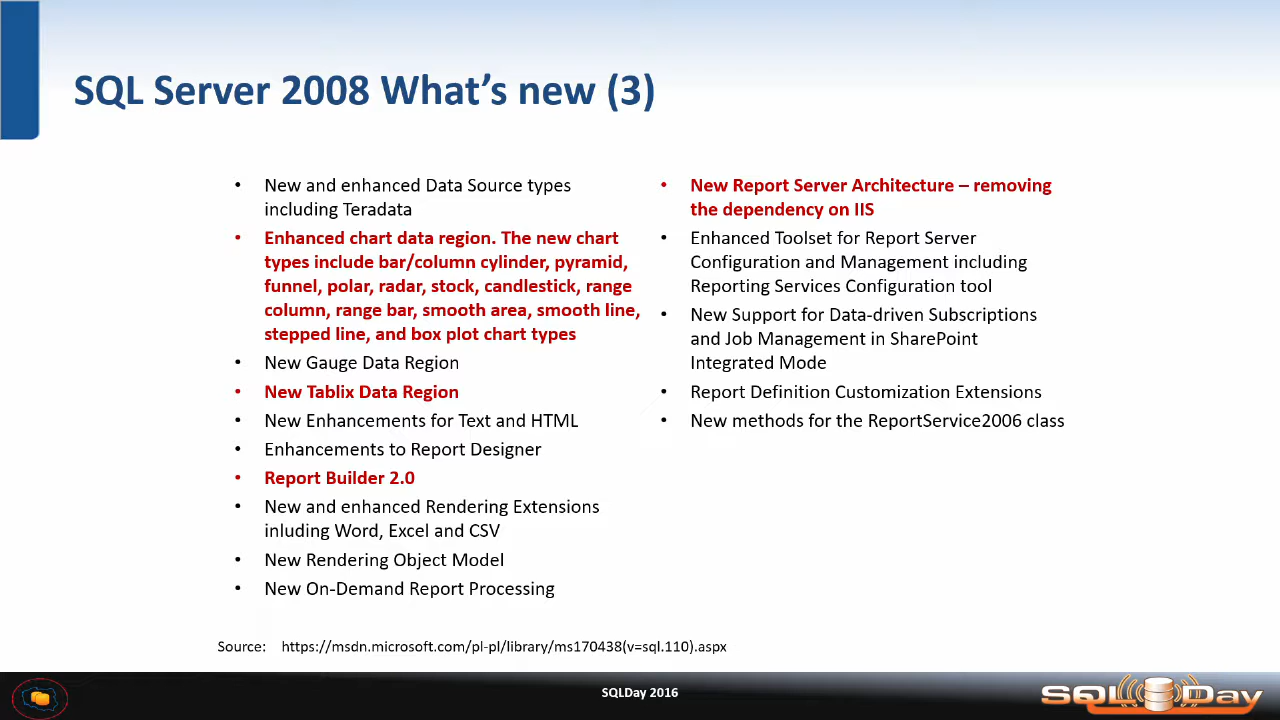 SQL Server 2008 What's new (3)
• New and enhanced Data Source types
including Teradata
• Enhanced chart data region. The new chart
types include bar/column cylinder, pyramid,
funnel, polar, radar, stock, candlestick, range
column, range bar, smooth area, smooth line,
stepped line, and box plot chart types
• New Gauge Data Region
• New Tablix Data Region
• New Enhancements for Text and HTML
• Enhancements to Report Designer
• Report Builder 2.0
• New and enhanced Rendering Extensions
inluding Word, Excel and CSV
• New Rendering Object Model
• New On-Demand Report Processing
• New Report Server Architecture – removing
the dependency on IIS
• Enhanced Toolset for Report Server
Configuration and Management including
Reporting Services Configuration tool
• New Support for Data-driven Subscriptions
and Job Management in SharePoint
Integrated Mode
• Report Definition Customization Extensions
• New methods for the ReportService2006 class
Source: https://msdn.microsoft.com/pl-pl/library/ms170438(v=sql.110).aspx
SQLDay 2016
SQL Day